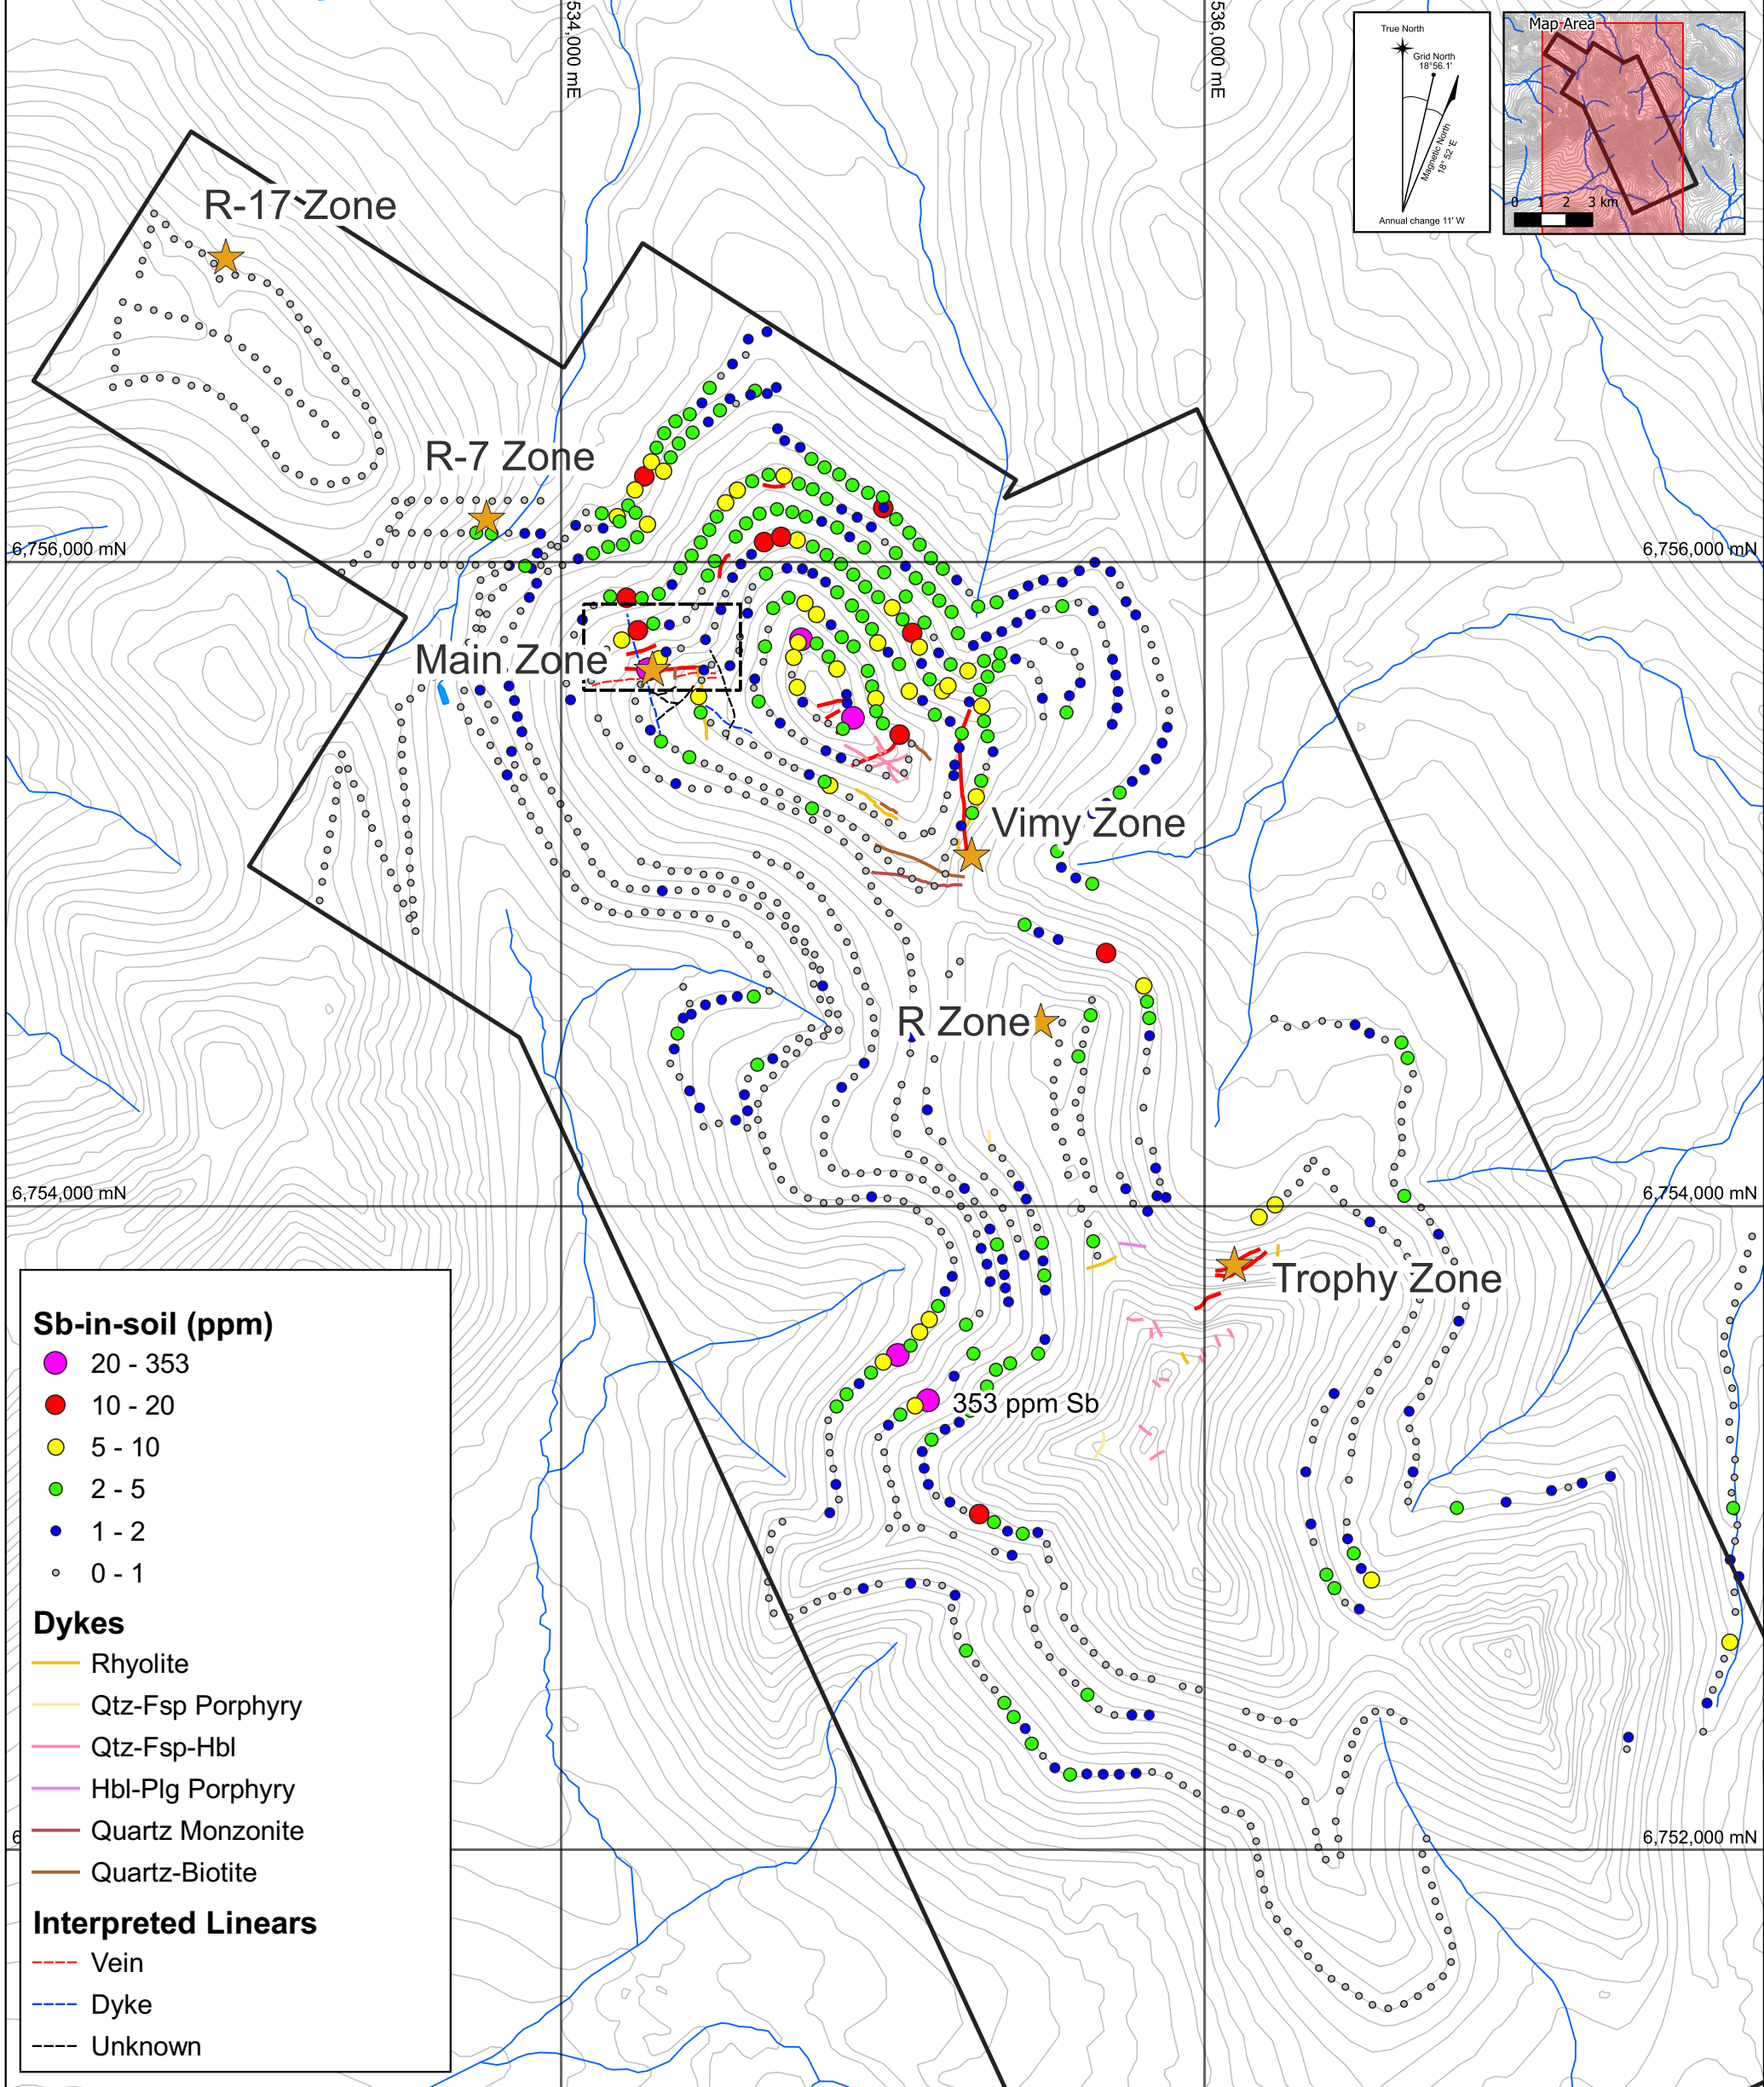 534,000 mE
536,000 mE
True North
Grid North
18°56.1'
Magnetic North
18° 52 'E
Annual change 11' W
Map Area
0 1 2 3 km
R-17 Zone
R-7 Zone
6,756,000 mN
6,756,000 mN
Main Zone
Vimy Zone
R Zone
6,754,000 mN
6,754,000 mN
Trophy Zone
353 ppm Sb
Sb-in-soil (ppm)
20 - 353
10 - 20
5 - 10
2 - 5
1 - 2
0 - 1
Dykes
Rhyolite
Qtz-Fsp Porphyry
Qtz-Fsp-Hbl
Hbl-Plg Porphyry
Quartz Monzonite
Quartz-Biotite
6,752,000 mN
Interpreted Linears
Vein
Dyke
Unknown